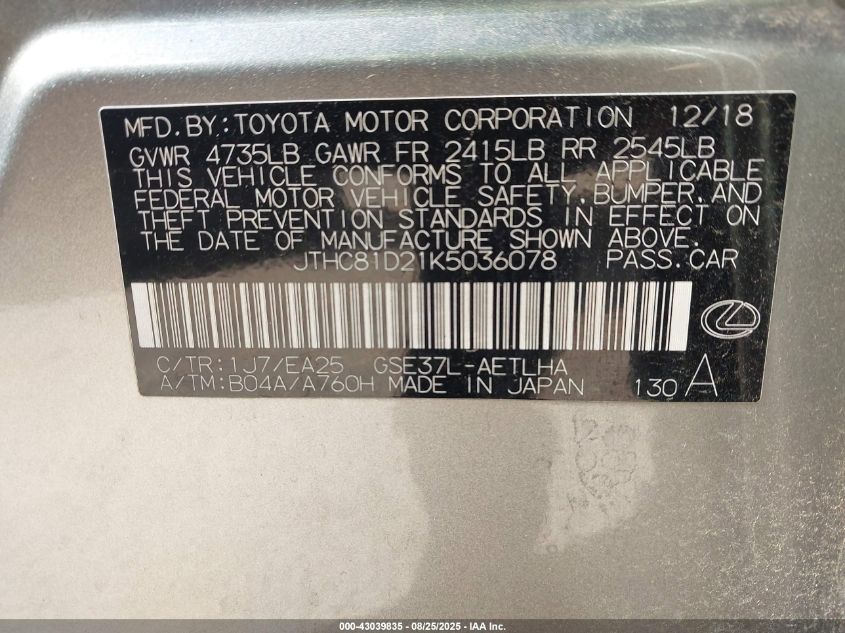 MFD.BY:TOYOTA MOTOR CORPORATION 12/18
GVWR 4735LB GAWR FR 2415LB RR 2545LB
THIS VEHICLE CONFORMS TO ALL APPLICABLE
FEDERAL MOTOR VEHICLE SAFETY,BUMPER,AND
THEFT PREVENTION STANDARDS IN EFFECT ON
THE DATE OF MANUFACTURE SHOWN ABOVE.
JTHC81D21K5036078 PASS.CAR
C/TR:1J7/EA25 GSE37L-AETLHA
A/TM:B04A/A760H MADE IN JAPAN 130 A
000-43039835 - 08/25/2025 - IAA Inc.